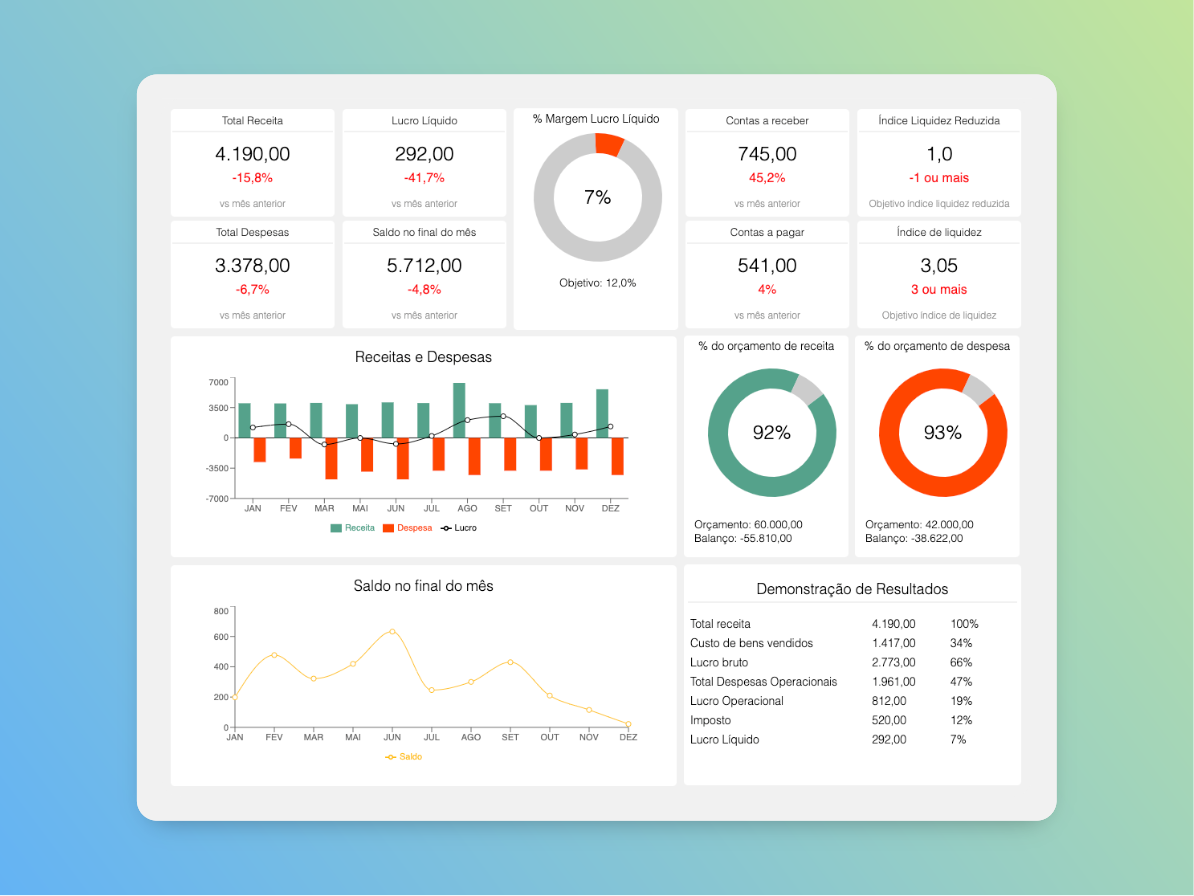 Total Receita
4.190,00
-15,8%
vs mês anterior
Lucro Líquido
292,00
-41,7%
vs mês anterior
% Margem Lucro Líquido
7%
Objetivo: 12,0%
Contas a receber
745,00
45,2%
vs mês anterior
Índice Liquidez Reduzida
1,0
-1 ou mais
Objetivo índice liquidez reduzida
Total Despesas
3.378,00
-6,7%
vs mês anterior
Saldo no final do mês
5.712,00
-4,8%
vs mês anterior
Contas a pagar
541,00
4%
vs mês anterior
Índice de liquidez
3,05
3 ou mais
Objetivo índice de liquidez
Receitas e Despesas
7000
3500
0
-3500
-7000
JAN FEV MAR MAI JUN JUL AGO SET OUT NOV DEZ
Receita Despesa Lucro
% do orçamento de receita
92%
Orçamento: 60.000,00
Balanço: -55.810,00
% do orçamento de despesa
93%
Orçamento: 42.000,00
Balanço: -38.622,00
Saldo no final do mês
800
600
400
200
0
JAN FEV MAR MAI JUN JUL AGO SET OUT NOV DEZ
Saldo
Demonstração de Resultados
Total receita 4.190,00 100%
Custo de bens vendidos 1.417,00 34%
Lucro bruto 2.773,00 66%
Total Despesas Operacionais 1.961,00 47%
Lucro Operacional 812,00 19%
Imposto 520,00 12%
Lucro Líquido 292,00 7%